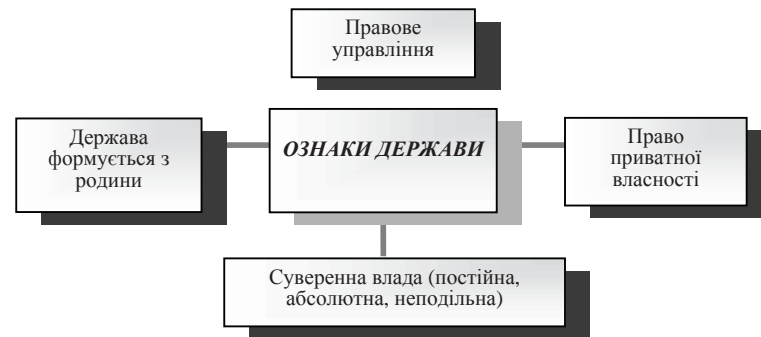 Правове
управління
Держава
формується з
родини
ОЗНАКИ ДЕРЖАВИ
Право
приватної
власності
Суверенна влада (постійна,
абсолютна, неподільна)